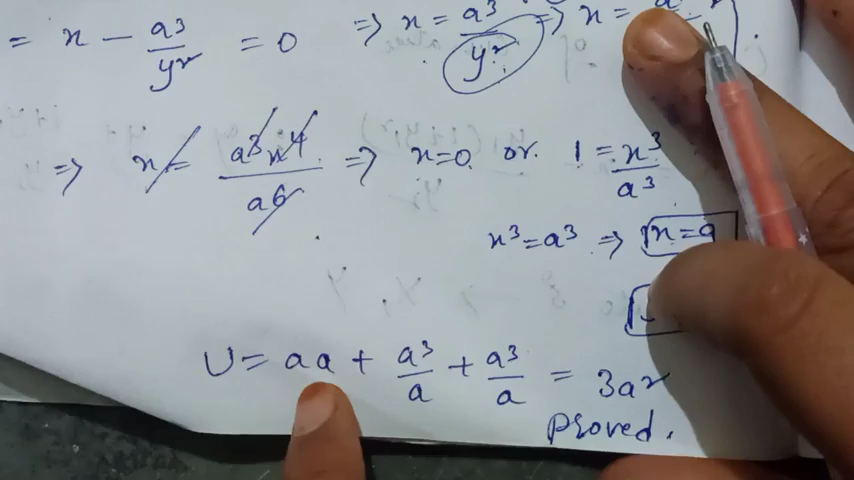 = x - a³/y² = 0 ⇒ x = a³/y² ⇒ x =
⇒ x = a³x⁴/a⁶ ⇒ x=0 or 1 = x³/a³
x³ = a³ ⇒ x = a
U = aa + a³/a + a³/a = 3a²
Proved.